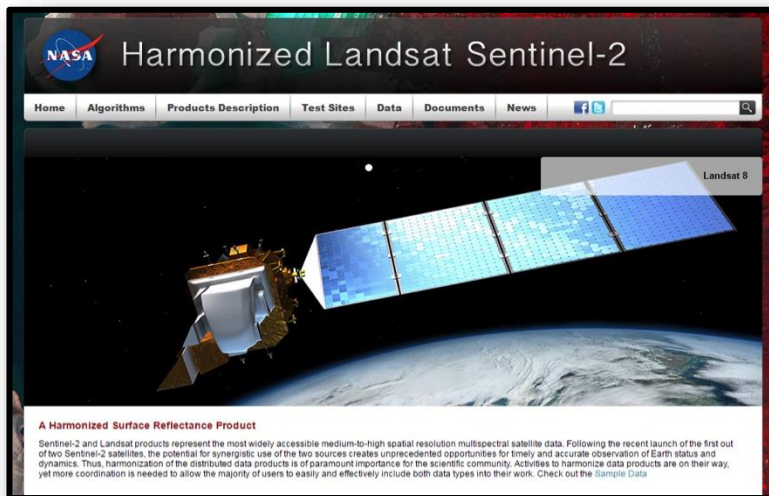 NASA
Harmonized Landsat Sentinel-2
Home Algorithms Products Description Test Sites Data Documents News
Landsat 8
A Harmonized Surface Reflectance Product
Sentinel-2 and Landsat products represent the most widely accessible medium-to-high spatial resolution multispectral satellite data. Following the recent launch of the first out
of two Sentinel-2 satellites, the potential for synergistic use of the two sources creates unprecedented opportunities for timely and accurate observation of Earth status and
dynamics. Thus, harmonization of the distributed data products is of paramount importance for the scientific community. Activities to harmonize data products are on their way,
yet more coordination is needed to allow the majority of users to easily and effectively include both data types into their work. Check out the Sample Data